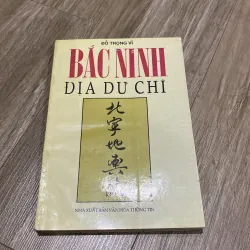 ĐỖ TRỌNG VĨ
BẮC NINH
ĐỊA DƯ CHÍ
北寧地輿
NHÀ XUẤT BẢN VĂN HÓA THÔNG TIN